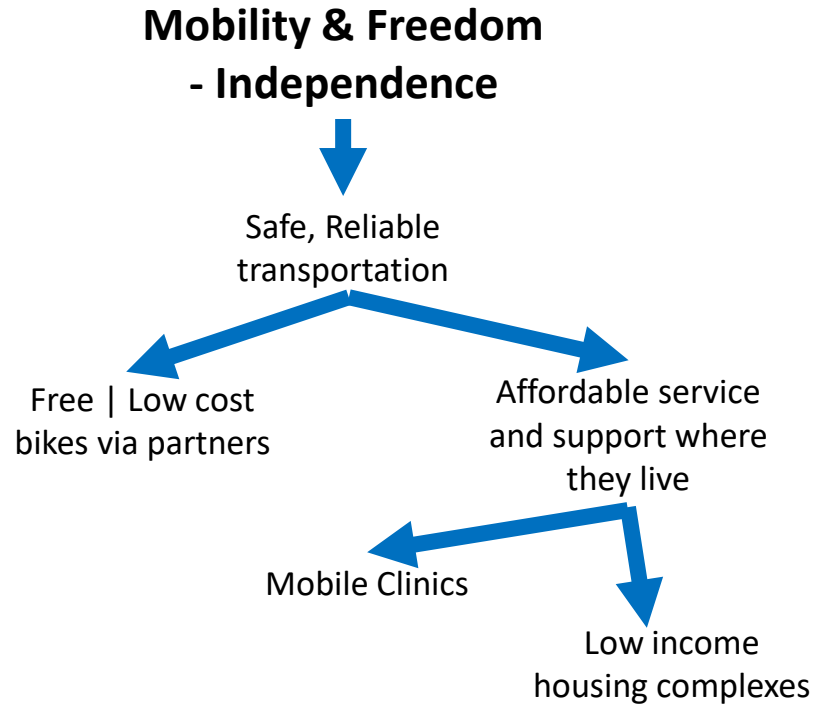 Mobility & Freedom
- Independence
Safe, Reliable
transportation
Free | Low cost
bikes via partners
Affordable service
and support where
they live
Mobile Clinics
Low income
housing complexes